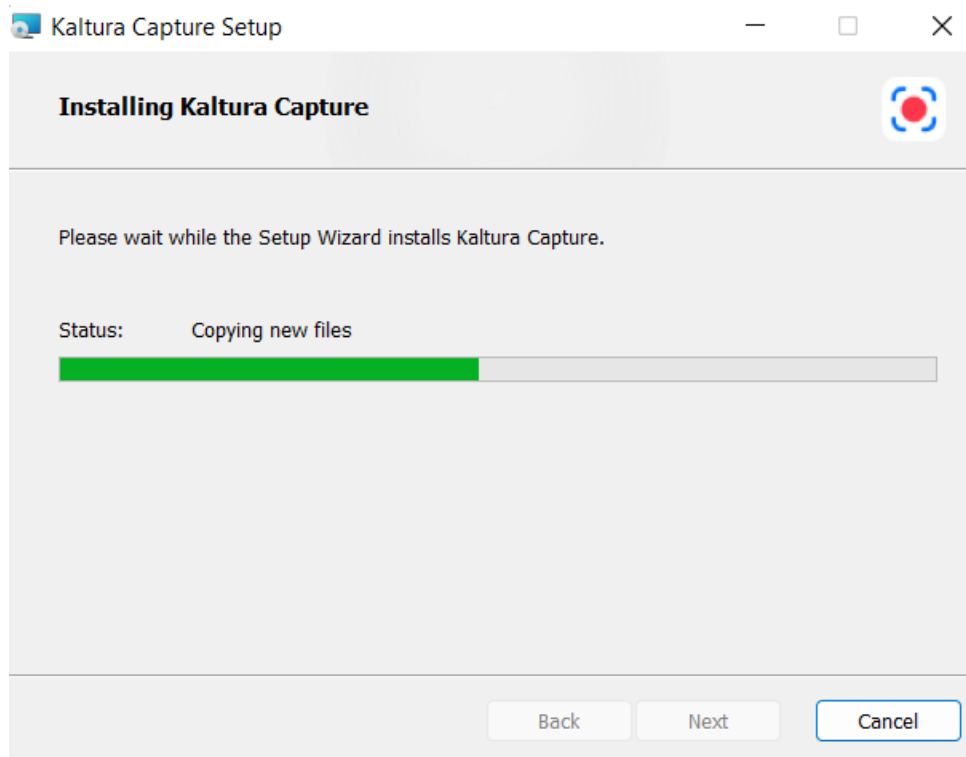 Kaltura Capture Setup
Installing Kaltura Capture
Please wait while the Setup Wizard installs Kaltura Capture.
Status: Copying new files
Back Next Cancel